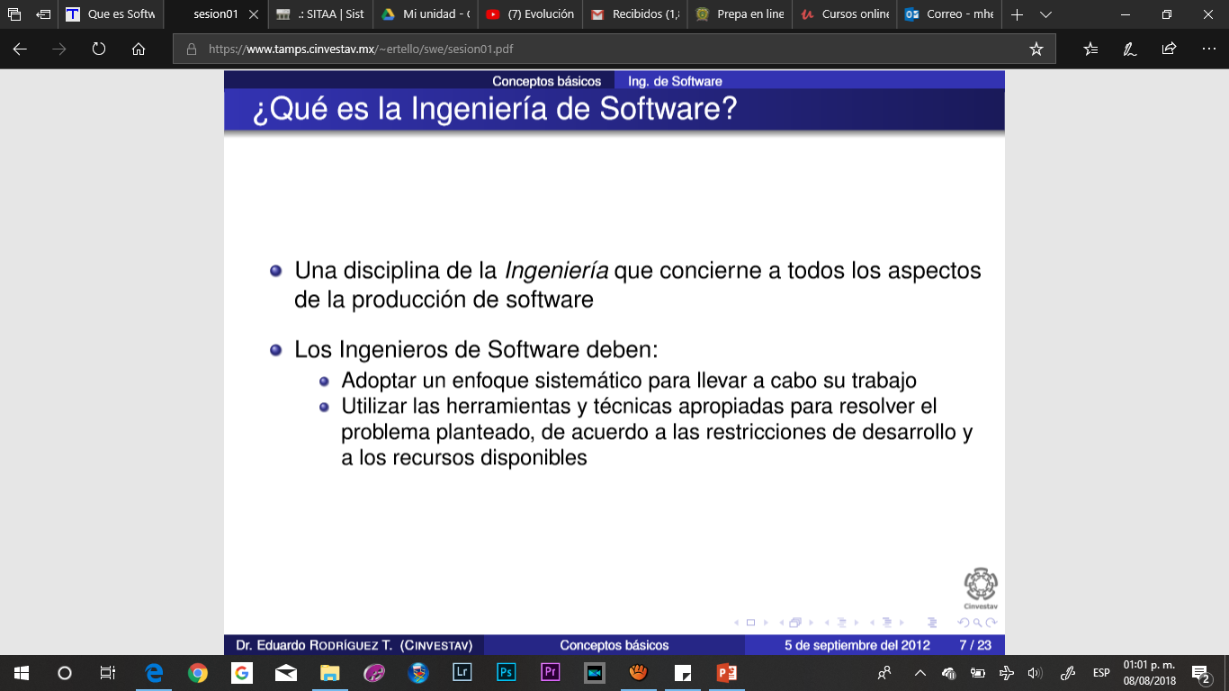 Que es Softw
sesion01
.: SITAA | Sist
Mi unidad - (
(7) Evolución
Recibidos (1,
Prepa en line
Cursos online
Correo - mhe
https://www.tamps.cinvestav.mx/~ertello/swe/sesion01.pdf
Conceptos básicos Ing. de Software
¿Qué es la Ingeniería de Software?
Una disciplina de la Ingeniería que concierne a todos los aspectos
de la producción de software
Los Ingenieros de Software deben:
Adoptar un enfoque sistemático para llevar a cabo su trabajo
Utilizar las herramientas y técnicas apropiadas para resolver el
problema planteado, de acuerdo a las restricciones de desarrollo y
a los recursos disponibles
Cinvestav
Dr. Eduardo RODRÍGUEZ T. (CINVESTAV) Conceptos básicos 5 de septiembre del 2012 7 / 23
Lr Ps Pr
ESP
01:01 p. m.
08/08/2018
2